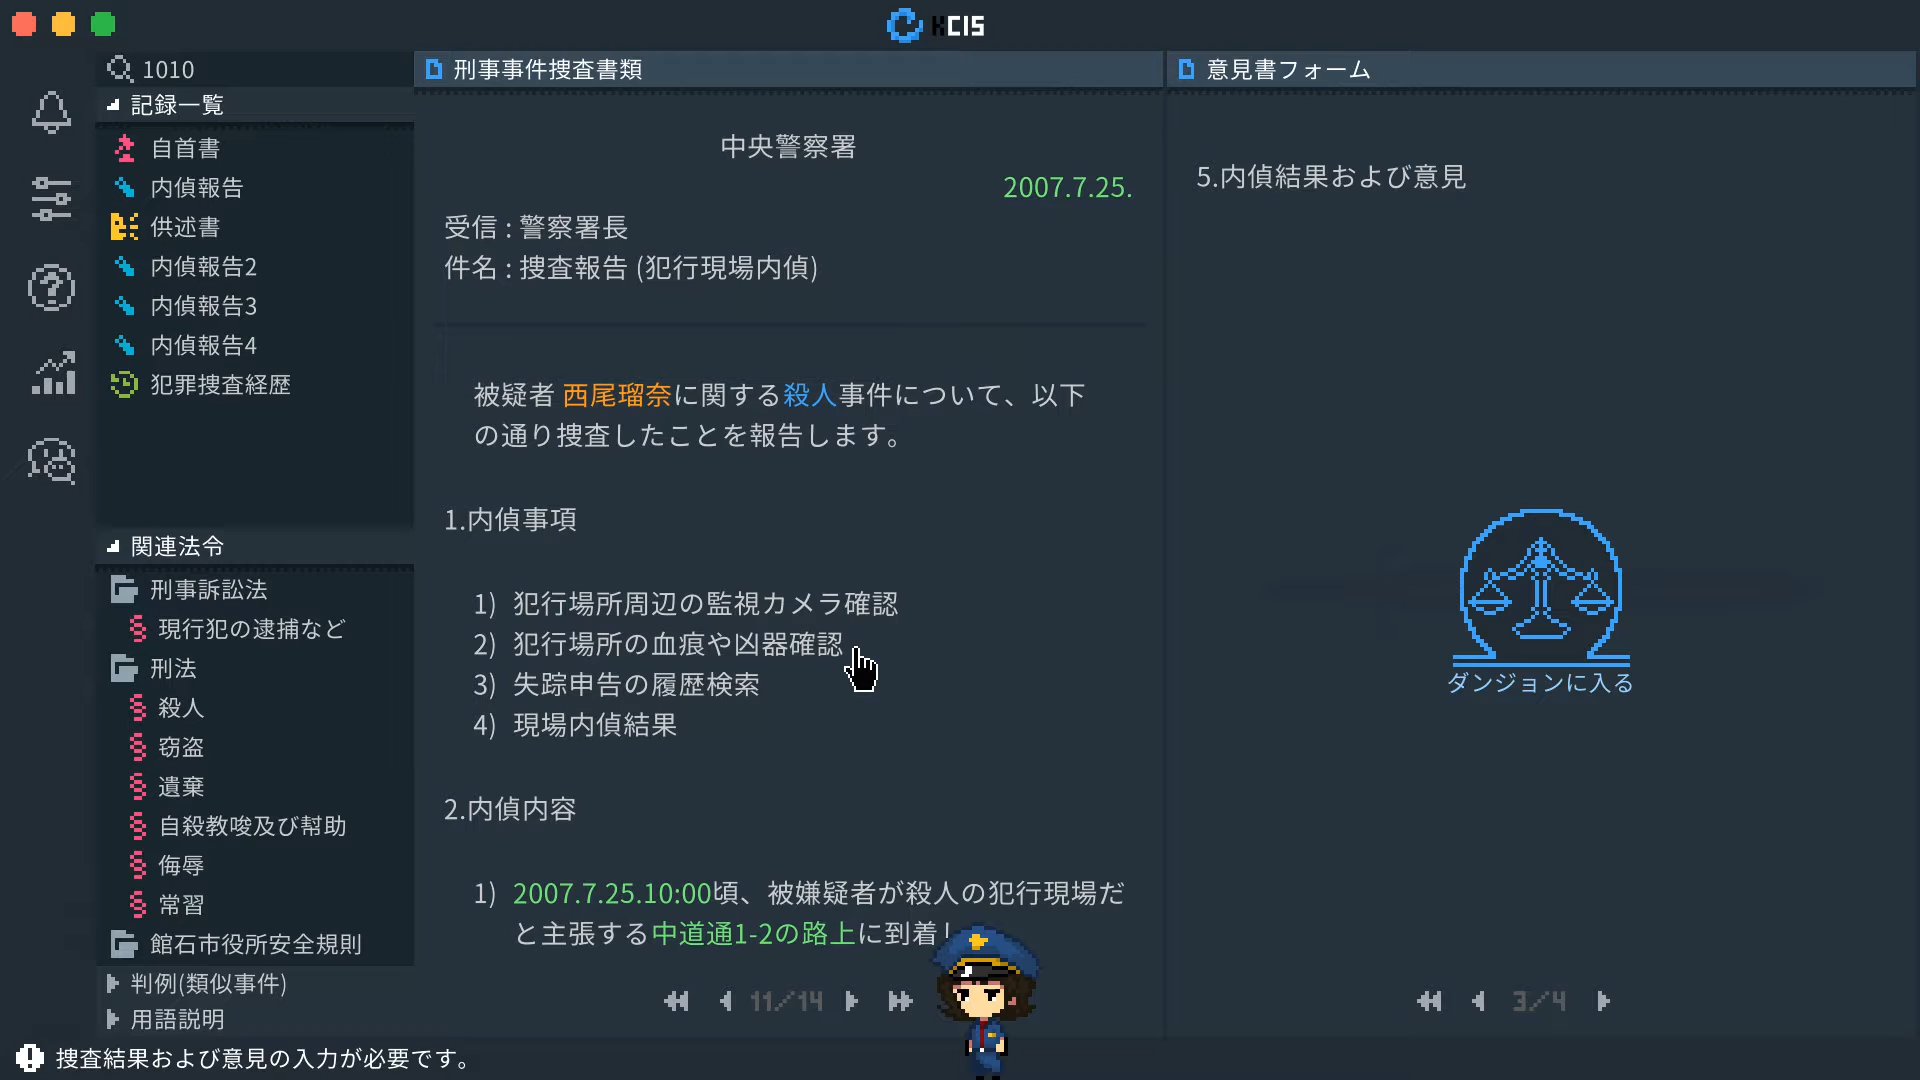 KCIS
1010
記録一覧
自首書
内偵報告
供述書
内偵報告2
内偵報告3
内偵報告4
犯罪捜査経歴
関連法令
刑事訴訟法
現行犯の逮捕など
刑法
殺人
窃盗
遺棄
自殺教唆及び幇助
侮辱
常習
館石市役所安全規則
判例(類似事件)
用語説明
刑事事件捜査書類
中央警察署
2007.7.25.
受信 : 警察署長
件名 : 捜査報告 (犯行現場内偵)
被疑者 西尾瑠奈に関する殺人事件について、以下
の通り捜査したことを報告します。
1.内偵事項
1) 犯行場所周辺の監視カメラ確認
2) 犯行場所の血痕や凶器確認
3) 失踪申告の履歴検索
4) 現場内偵結果
2.内偵内容
1) 2007.7.25.10:00頃、被嫌疑者が殺人の犯行現場だ
と主張する中道通1-2の路上に到着し
11/14
意見書フォーム
5.内偵結果および意見
ダンジョンに入る
3/4
捜査結果および意見の入力が必要です。